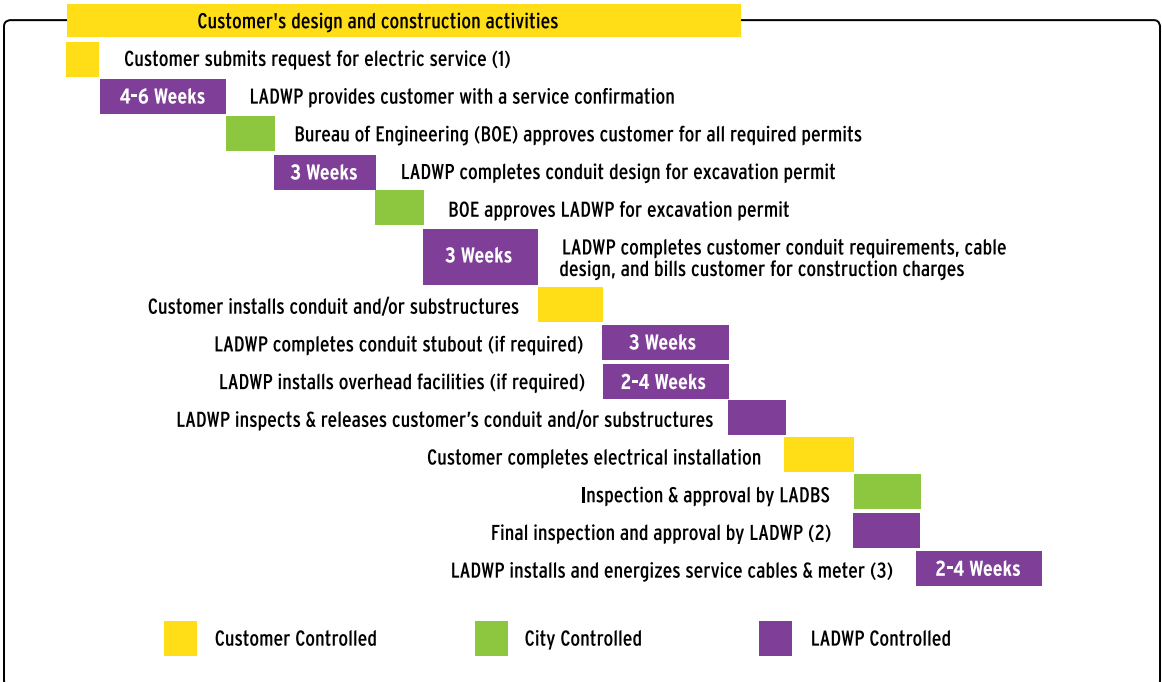 Customer's design and construction activities
Customer submits request for electric service (1)
4-6 Weeks
LADWP provides customer with a service confirmation
Bureau of Engineering (BOE) approves customer for all required permits
3 Weeks
LADWP completes conduit design for excavation permit
BOE approves LADWP for excavation permit
3 Weeks
LADWP completes customer conduit requirements, cable
design, and bills customer for construction charges
Customer installs conduit and/or substructures
LADWP completes conduit stubout (if required)
3 Weeks
LADWP installs overhead facilities (if required)
2-4 Weeks
LADWP inspects & releases customer’s conduit and/or substructures
Customer completes electrical installation
Inspection & approval by LADBS
Final inspection and approval by LADWP (2)
LADWP installs and energizes service cables & meter (3)
2-4 Weeks
Customer Controlled
City Controlled
LADWP Controlled